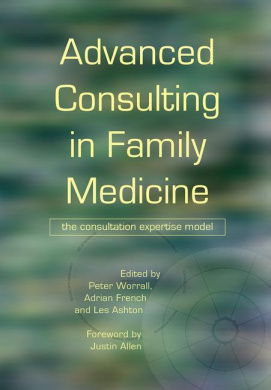 Advanced
Consulting
in Family
Medicine
the consultation expertise model
Edited by
Peter Worrall,
Adrian French
and Les Ashton
Foreword by
Justin Allen